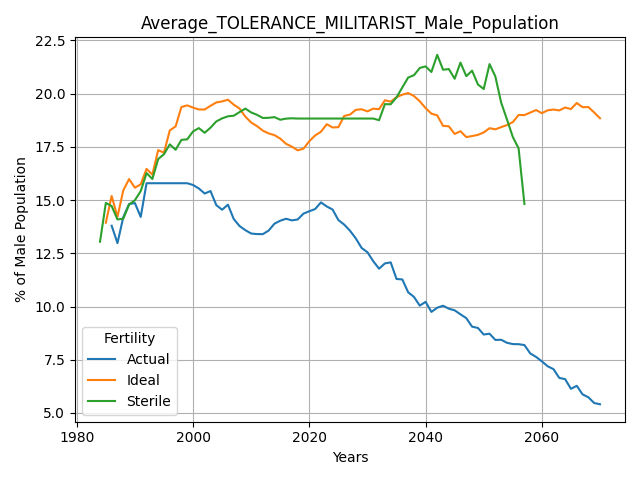 Average_TOLERANCE_MILITARIST_Male_Population
% of Male Population
22.5
20.0
17.5
15.0
12.5
10.0
7.5
5.0
Fertility
Actual
Ideal
Sterile
1980
2000
2020
2040
2060
Years